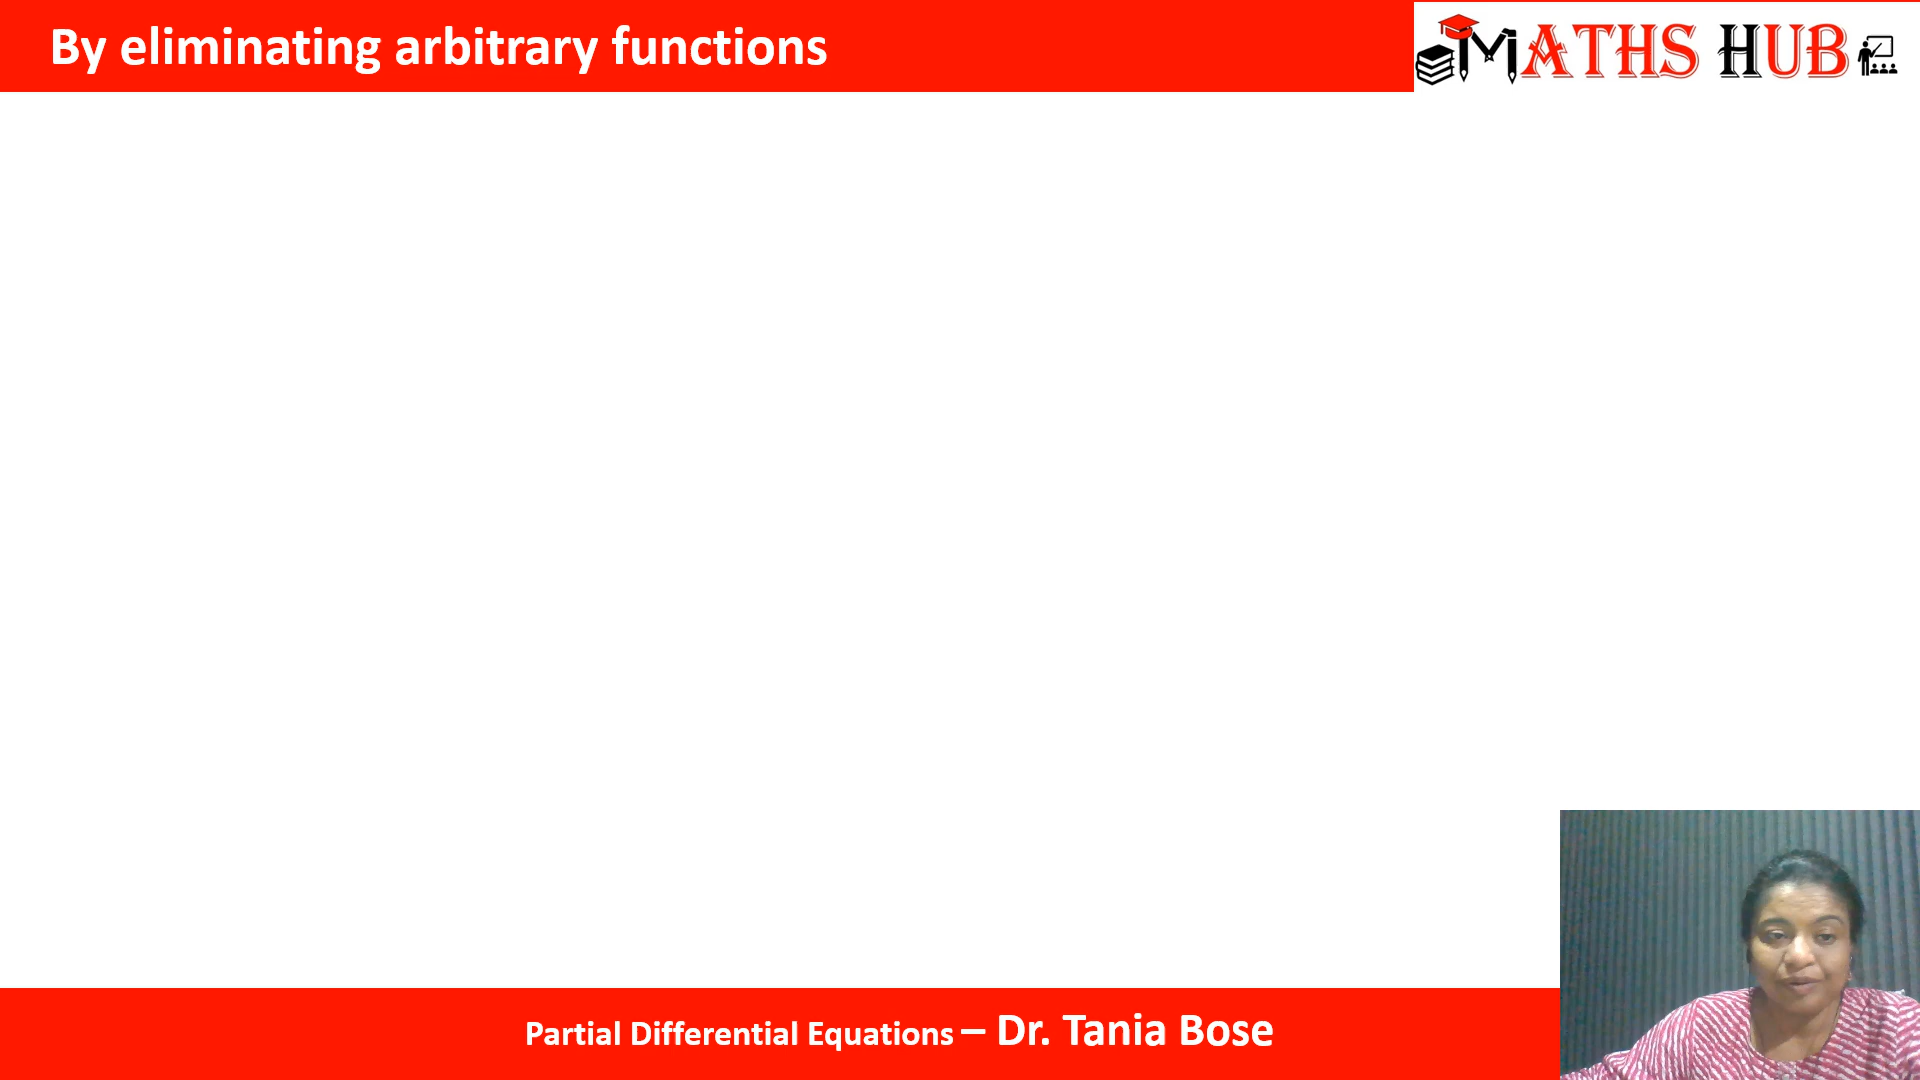 By eliminating arbitrary functions
MATHS HUB
Partial Differential Equations – Dr. Tania Bose